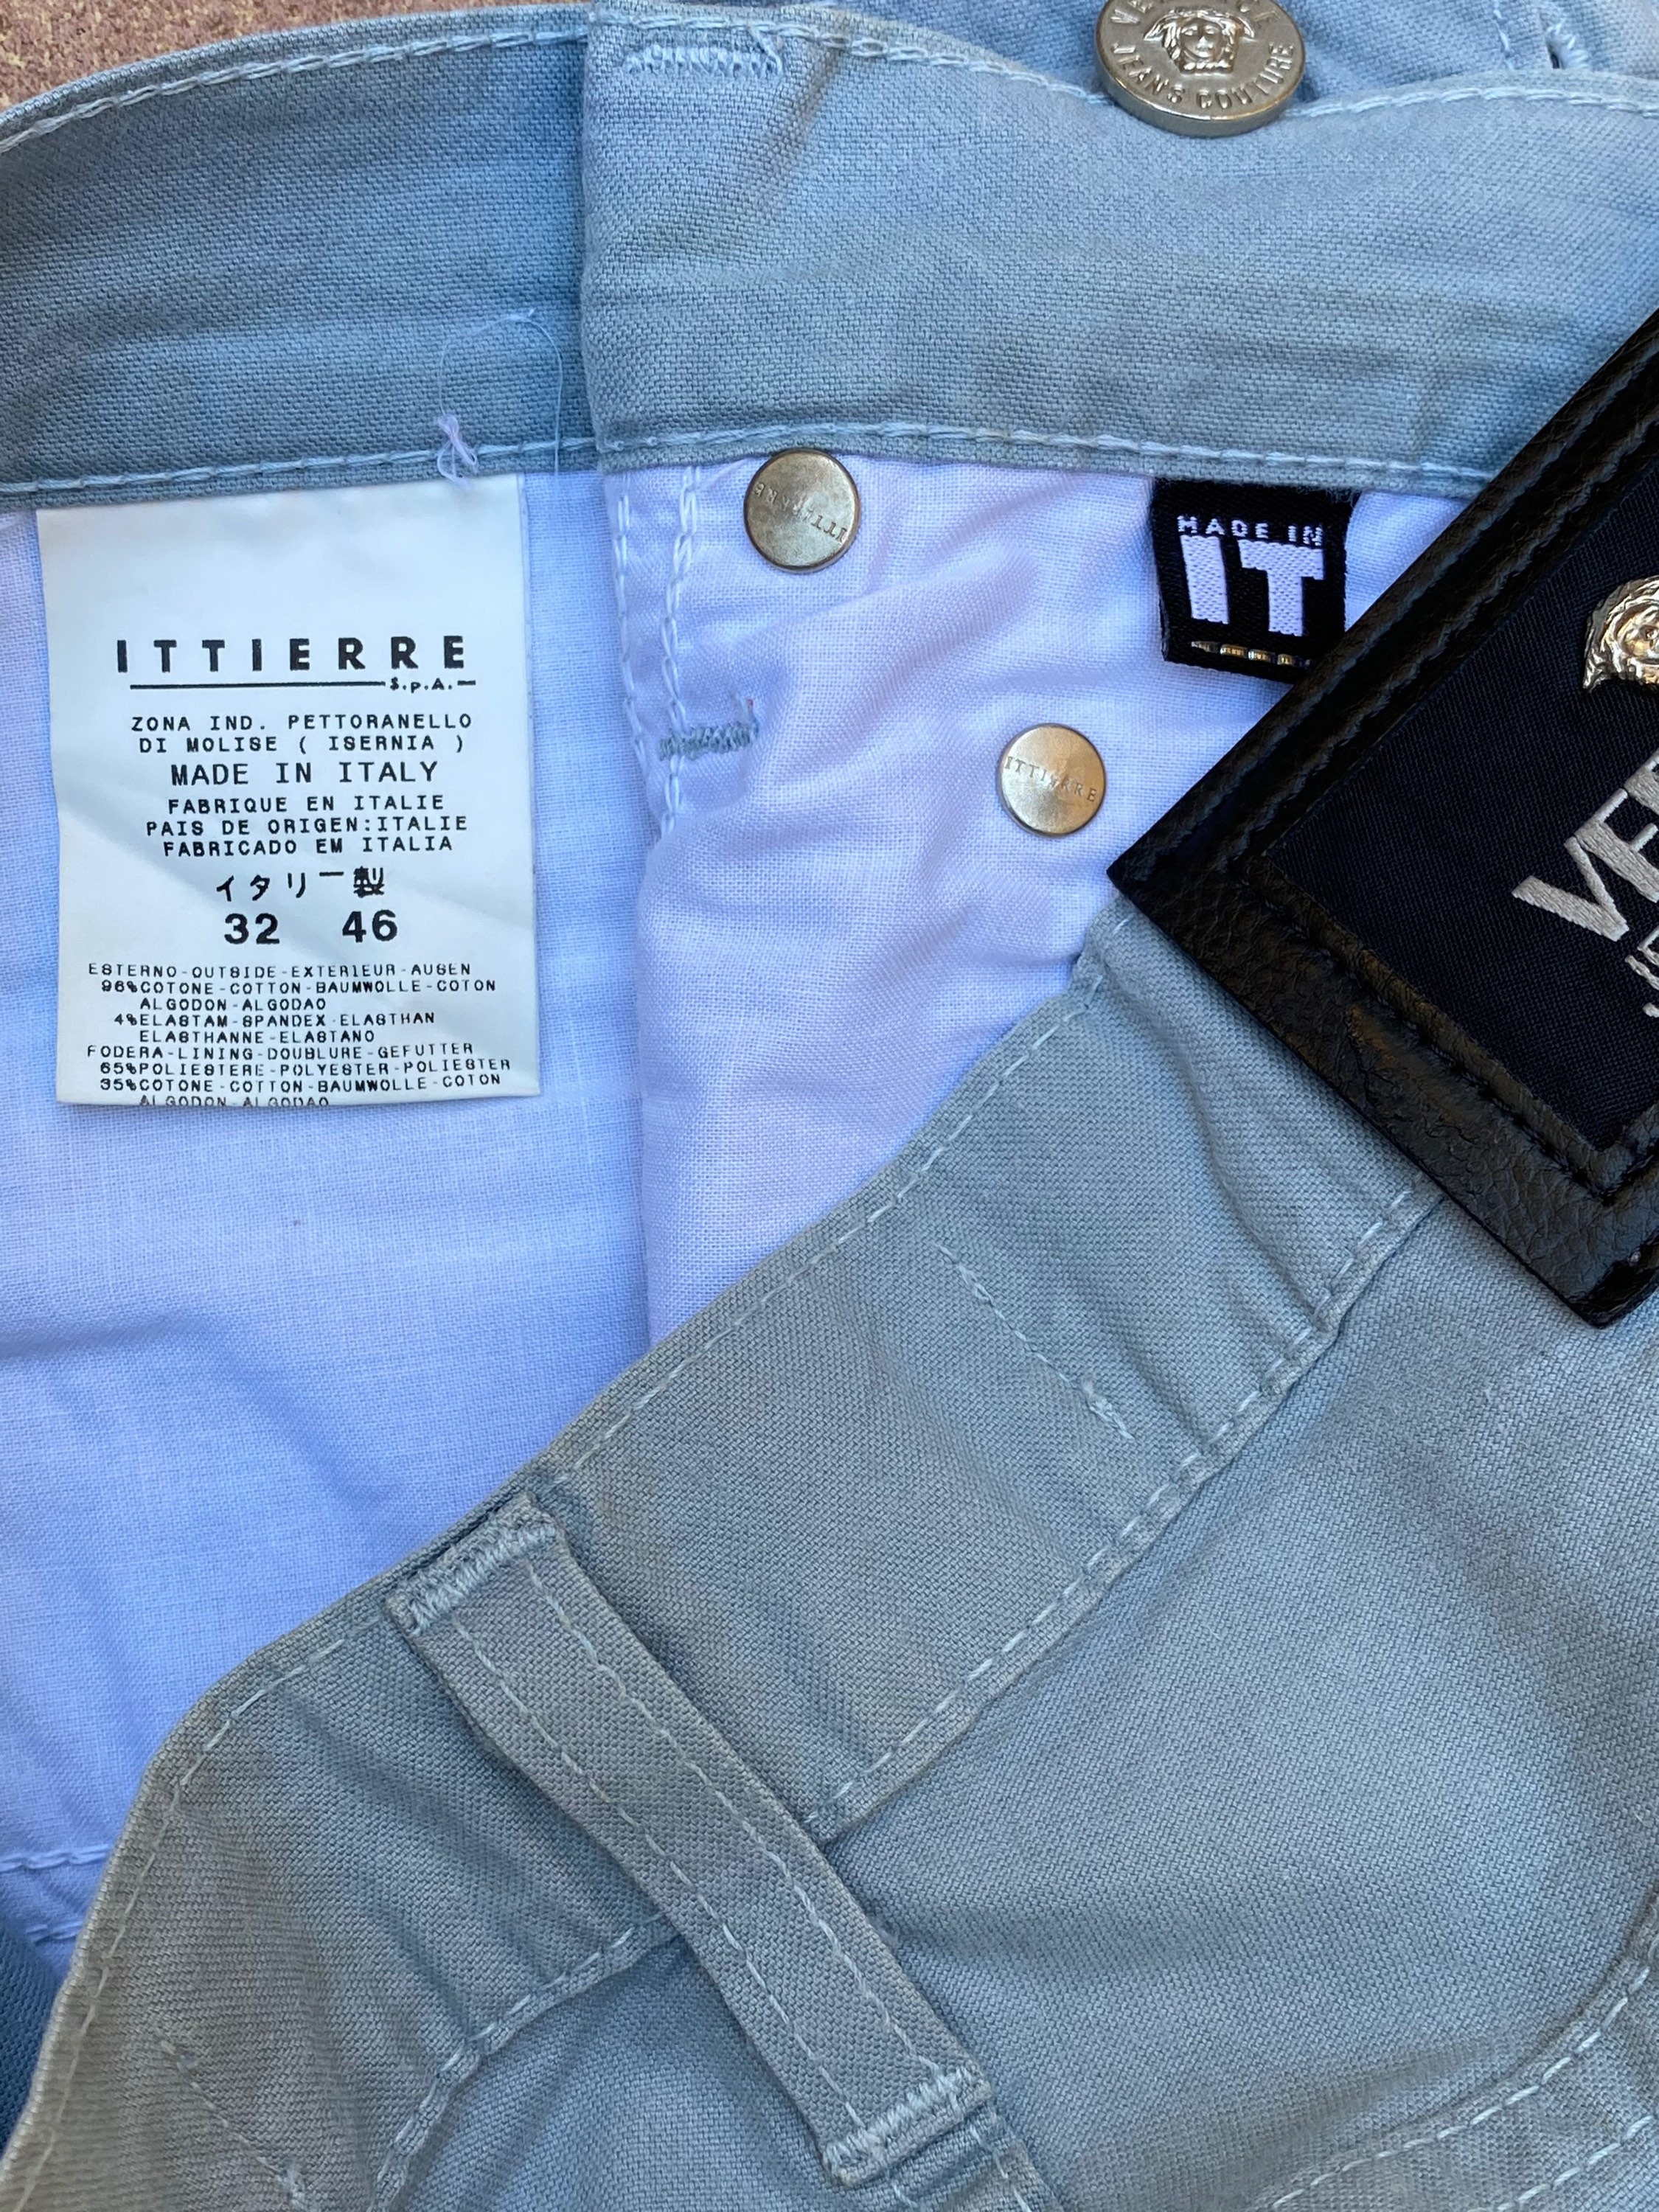 JEANS COUTURE
ITTIERRE
S.p.A.
ZONA IND. PETTORANELLO
DI MOLISE ( ISERNIA )
MADE IN ITALY
FABRIQUE EN ITALIE
PAIS DE ORIGEN:ITALIE
FABRICADO EM ITALIA
イタリー製
32 46
ESTERNO-OUTSIDE-EXTERIEUR-AUSEN
96%COTONE-COTTON-BAUMWOLLE-COTON
ALGODON-ALGODAO
4%ELASTAM-SPANDEX-ELASTHAN
ELASTHANNE-ELASTANO
FODERA-LINING-DOUBLURE-GEFUTTER
65%POLIESTERE-POLYESTER-POLIESTER
35%COTONE-COTTON-BAUMWOLLE-COTON
ALGODON-ALGODAO
ITTIERRE
MADE IN
IT
ITTIERRE
VE